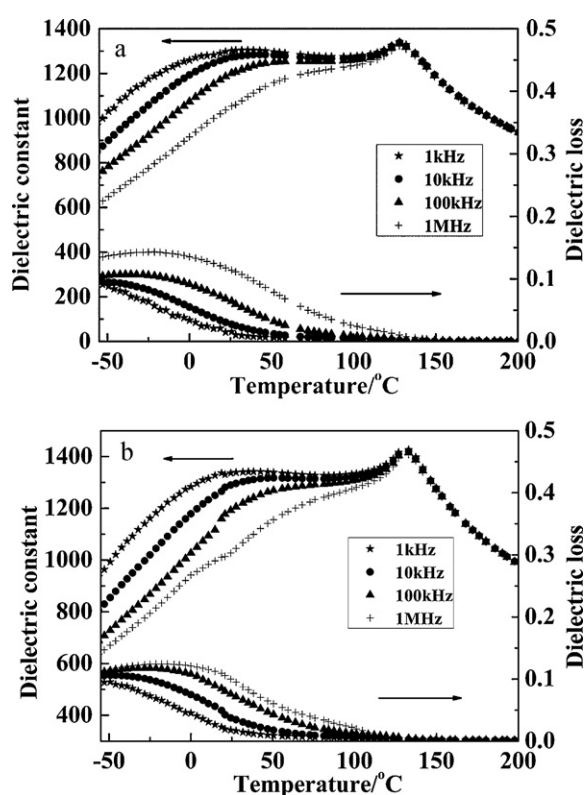 a
1400
1200
1000
800
600
400
200
0
Dielectric constant
0.5
0.4
0.3
0.2
0.1
0.0
Dielectric loss
1kHz
10kHz
100kHz
1MHz
-50 0 50 100 150 200
Temperature/°C
b
1400
1200
1000
800
600
400
Dielectric constant
0.5
0.4
0.3
0.2
0.1
0.0
Dielectric loss
1kHz
10kHz
100kHz
1MHz
-50 0 50 100 150 200
Temperature/°C